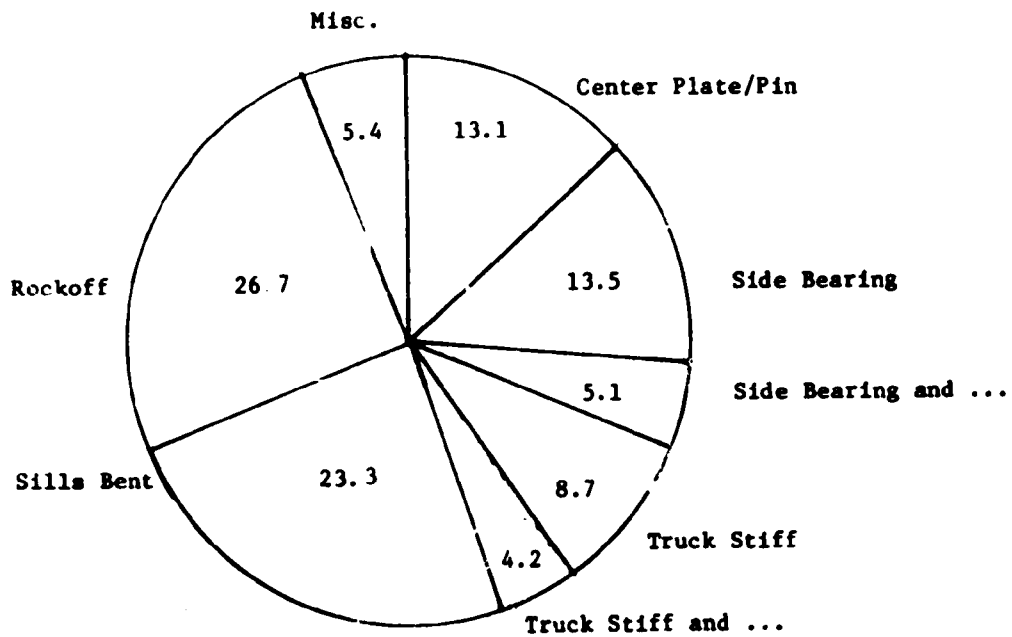 Misc.
Center Plate/Pin
5.4
13.1
Rockoff
26.7
13.5
Side Bearing
5.1
Side Bearing and ...
Sills Bent
23.3
8.7
Truck Stiff
4.2
Truck Stiff and ...